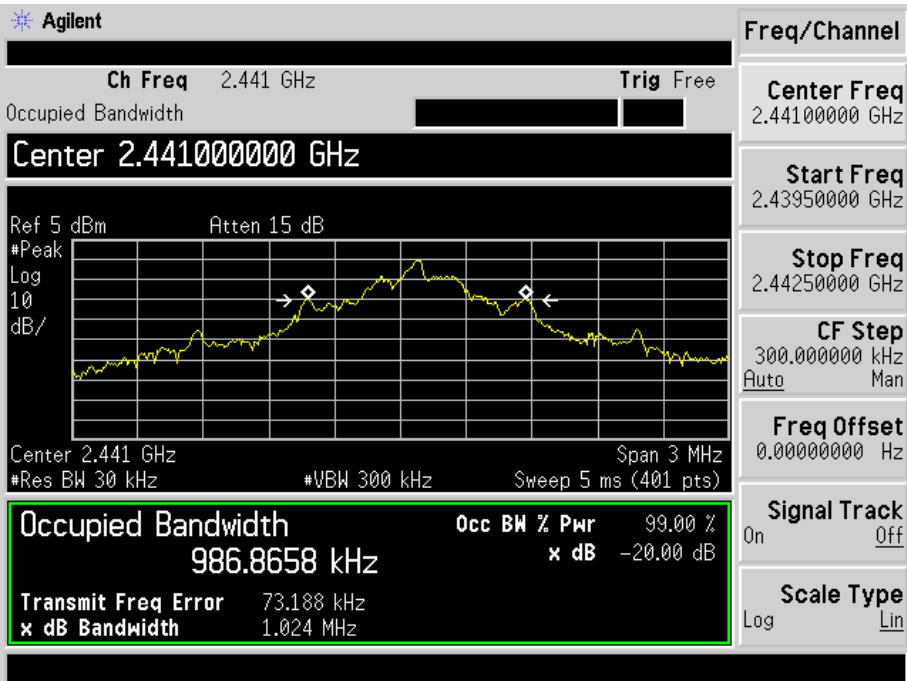 Agilent
Ch Freq 2.441 GHz Trig Free
Occupied Bandwidth
Center 2.441000000 GHz
Ref 5 dBm Atten 15 dB
#Peak
Log
10
dB/
Center 2.441 GHz Span 3 MHz
#Res BW 30 kHz #VBW 300 kHz Sweep 5 ms (401 pts)
Occupied Bandwidth Occ BW % Pwr 99.00 %
986.8658 kHz x dB -20.00 dB
Transmit Freq Error 73.188 kHz
x dB Bandwidth 1.024 MHz
Freq/Channel
Center Freq
2.44100000 GHz
Start Freq
2.43950000 GHz
Stop Freq
2.44250000 GHz
CF Step
300.000000 kHz
Auto Man
Freq Offset
0.00000000 Hz
Signal Track
On Off
Scale Type
Log Lin